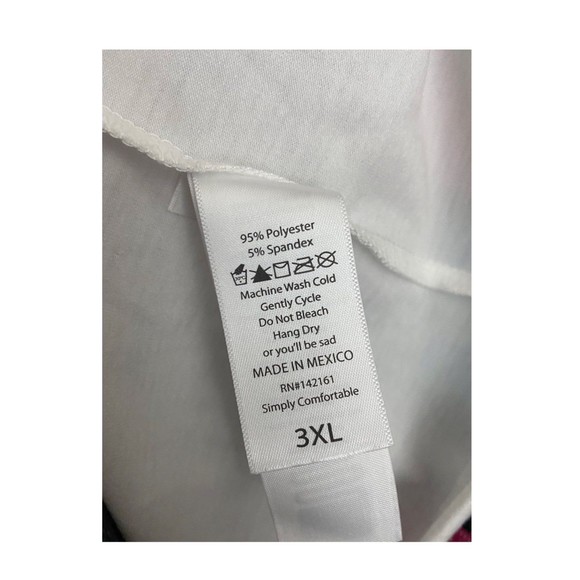 95% Polyester
5% Spandex
Machine Wash Cold
Gently Cycle
Do Not Bleach
Hang Dry
or you'll be sad
MADE IN MEXICO
RN#142161
Simply Comfortable
3XL